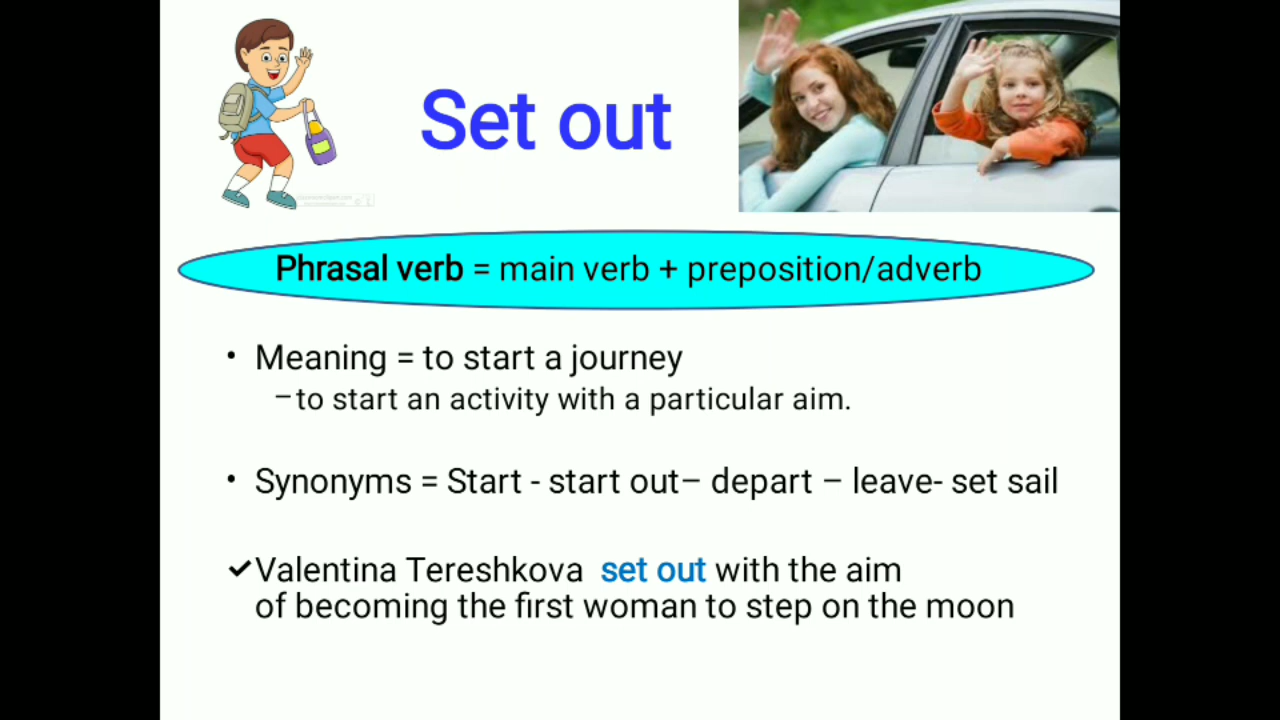 Set out
Phrasal verb = main verb + preposition/adverb
• Meaning = to start a journey
–to start an activity with a particular aim.
• Synonyms = Start - start out– depart – leave- set sail
✔Valentina Tereshkova set out with the aim
of becoming the first woman to step on the moon